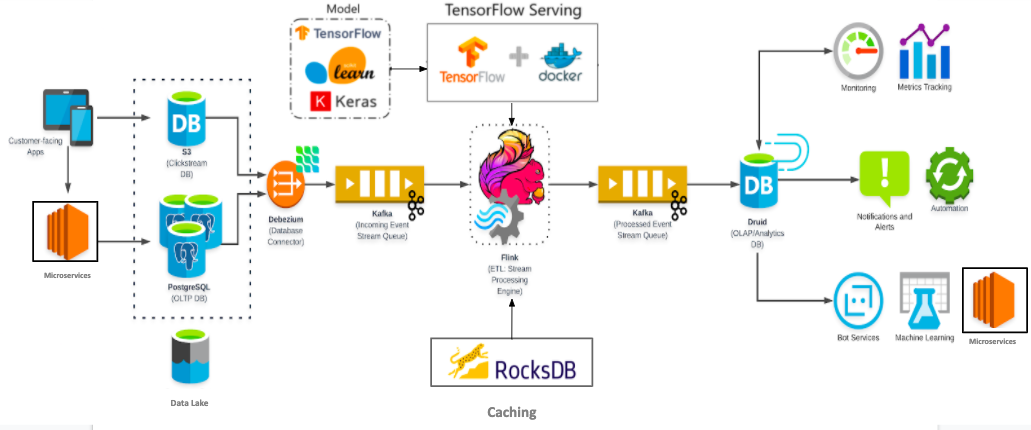 Model
TensorFlow
learn
Keras
TensorFlow Serving
TensorFlow
docker
Customer-facing
Apps
Microservices
DB
S3
(Clickstream
DB)
PostgreSQL
(OLTP DB)
Data Lake
Debezium
(Database
Connector)
Kafka
(Incoming Event
Stream Queue)
Flink
(ETL: Stream
Processing
Engine)
RocksDB
Caching
Kafka
(Processed Event
Stream Queue)
DB
Druid
(OLAP/Analytics
DB)
Monitoring
Metrics Tracking
Notifications and
Alerts
Automation
Bot Services
Machine Learning
Microservices